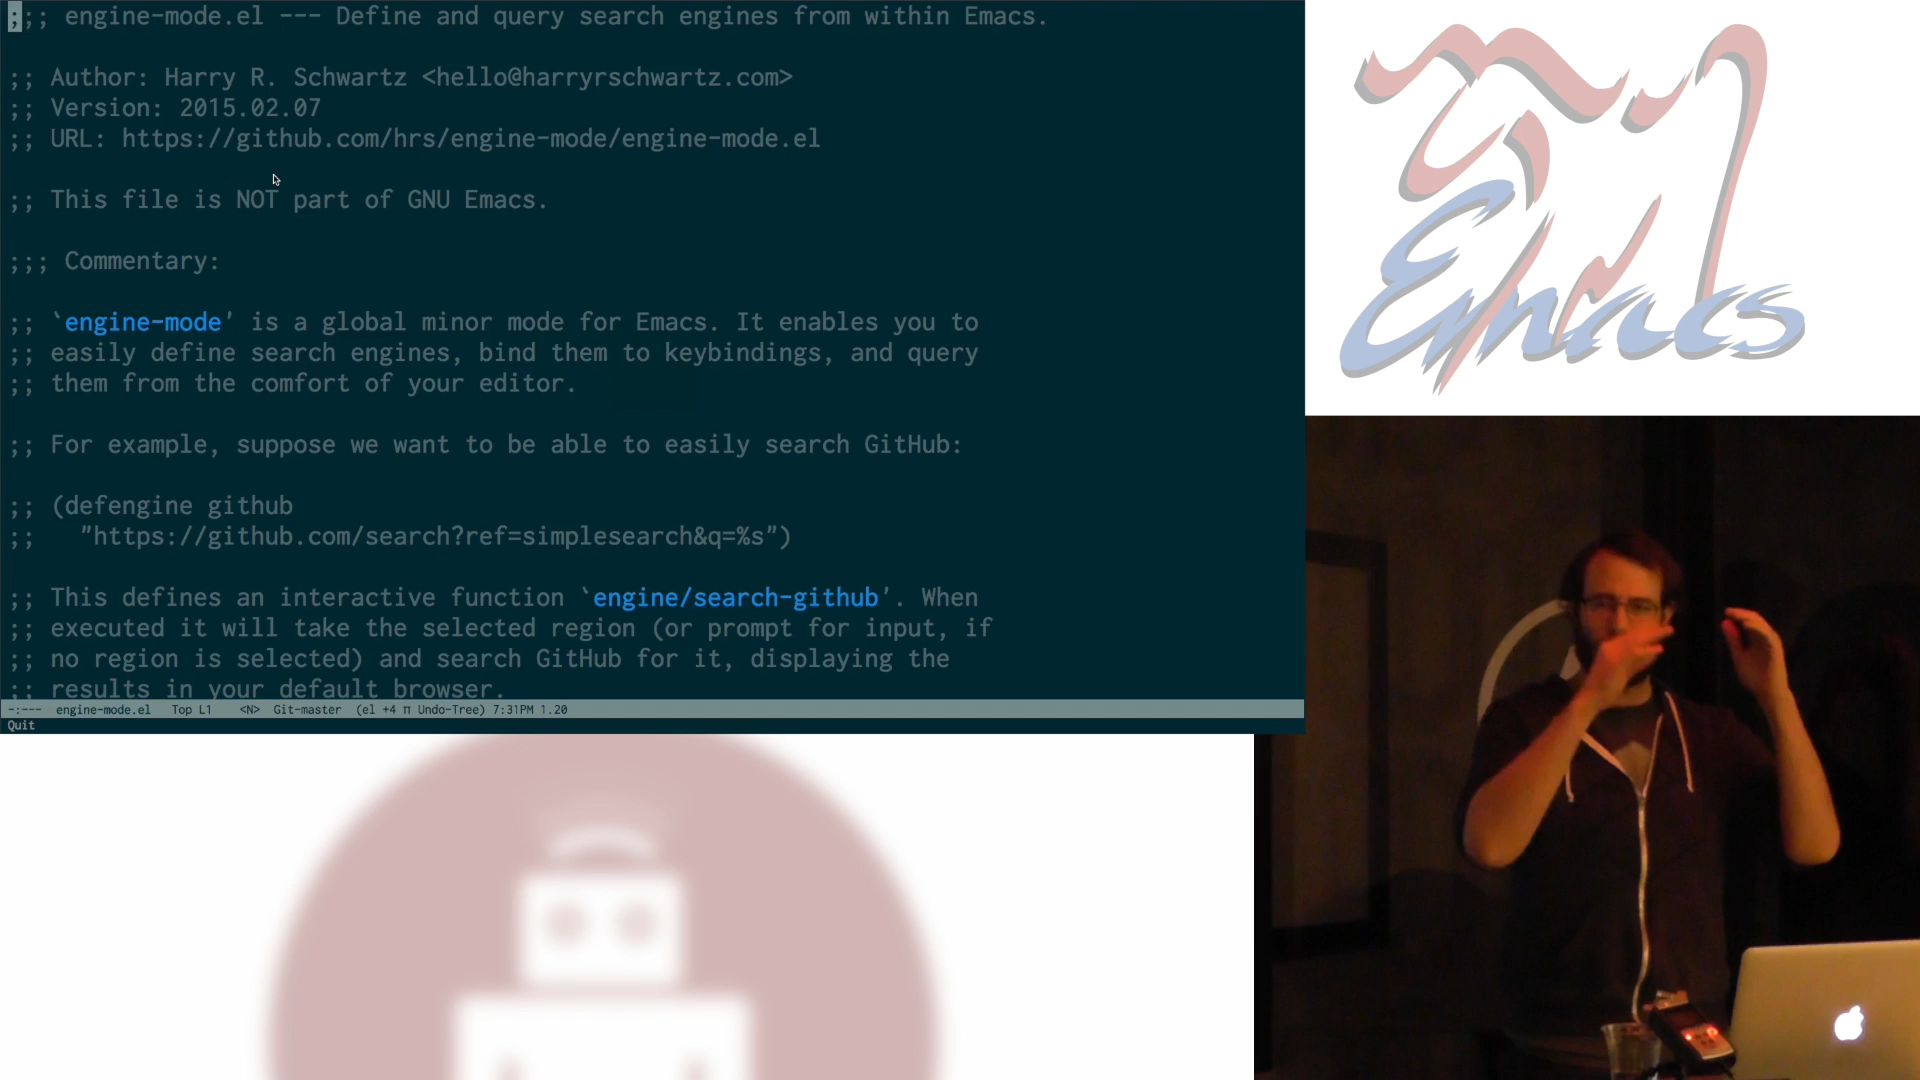 ;;; engine-mode.el --- Define and query search engines from within Emacs.
;; Author: Harry R. Schwartz <hello@harryrschwartz.com>
;; Version: 2015.02.07
;; URL: https://github.com/hrs/engine-mode/engine-mode.el
;; This file is NOT part of GNU Emacs.
;;; Commentary:
;; `engine-mode' is a global minor mode for Emacs. It enables you to
;; easily define search engines, bind them to keybindings, and query
;; them from the comfort of your editor.
;; For example, suppose we want to be able to easily search GitHub:
;; (defengine github
;;   "https://github.com/search?ref=simplesearch&q=%s")
;; This defines an interactive function `engine/search-github'. When
;; executed it will take the selected region (or prompt for input, if
;; no region is selected) and search GitHub for it, displaying the
;; results in your default browser.
-:--- engine-mode.el Top L1 <N> Git-master (el +4 π Undo-Tree) 7:31PM 1.20
Quit
Emacs